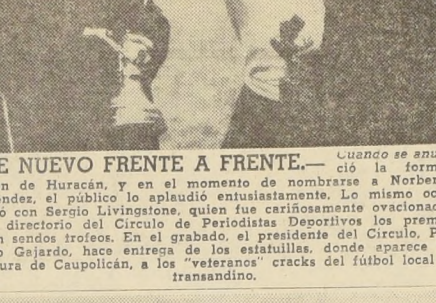 E NUEVO FRENTE A FRENTE.— Cuando se anu
ció la form
n de Huracán, y en el momento de nombrarse a Norber
éndez, el público lo aplaudió entusiastamente. Lo mismo oc
ó con Sergio Livingstone, quien fue cariñosamente ovacionad
directorio del Círculo de Periodistas Deportivos los prem
n sendos trofeos. En el grabado, el presidente del Círculo, P
o Gajardo, hace entrega de los estatuillas, donde aparece
ura de Caupolicán, a los "veteranos" cracks del fútbol local
transandino.